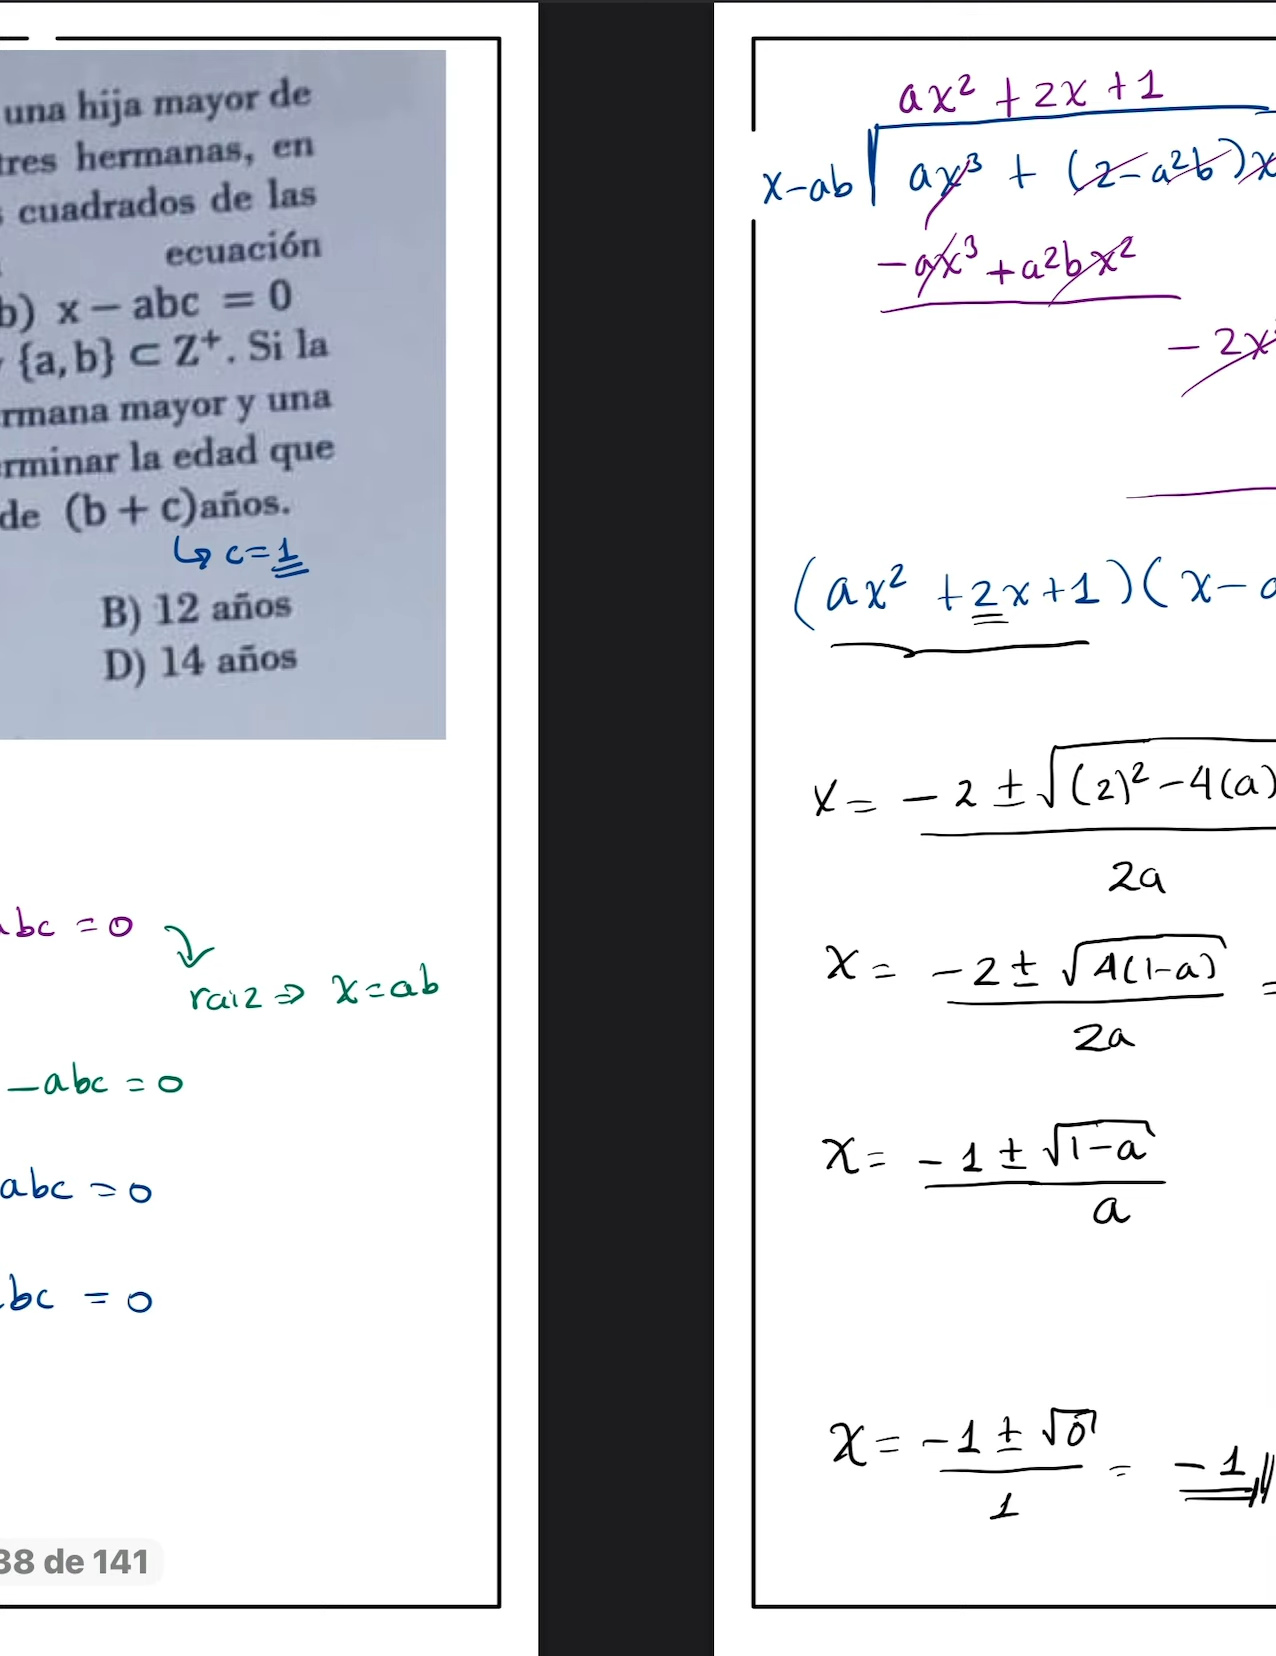 una hija mayor de
tres hermanas, en
cuadrados de las
ecuación
b) x − abc = 0
{a, b} ⊂ Z⁺. Si la
rmana mayor y una
erminar la edad que
de (b + c)años.
↳ c=1
B) 12 años
D) 14 años
abc = 0
raiz ⇒ x=ab
−abc = 0
abc = 0
bc = 0
38 de 141
ax² + 2x + 1
x−ab ax³ + (2−a²b)x
−ax³ + a²bx²
− 2x
(ax² + 2x + 1)(x −
x = −2 ± √(2)² − 4(a)
2a
x = −2 ± √4(1−a) =
2a
x = −1 ± √1−a
a
x = −1 ± √0 = −1
1